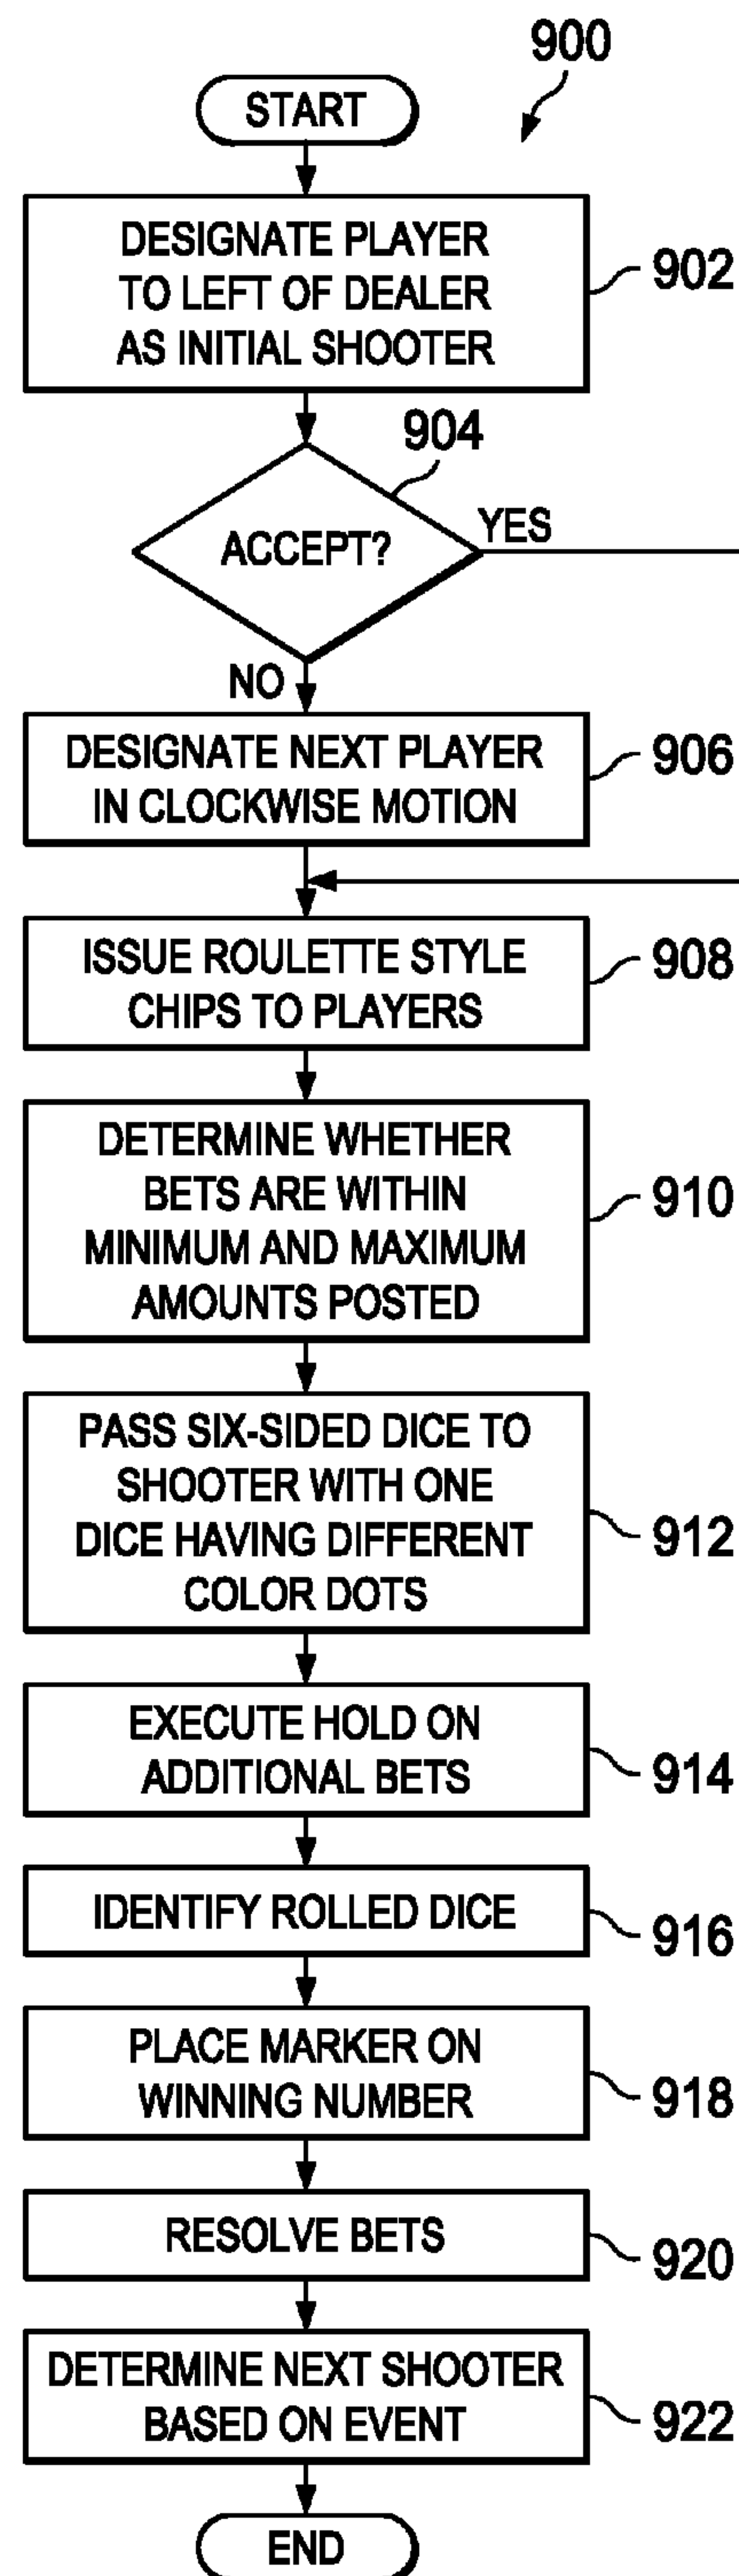 900
START
DESIGNATE PLAYER
TO LEFT OF DEALER
AS INITIAL SHOOTER
902
904
ACCEPT?
YES
NO
DESIGNATE NEXT PLAYER
IN CLOCKWISE MOTION
906
ISSUE ROULETTE STYLE
CHIPS TO PLAYERS
908
DETERMINE WHETHER
BETS ARE WITHIN
MINIMUM AND MAXIMUM
AMOUNTS POSTED
910
PASS SIX-SIDED DICE TO
SHOOTER WITH ONE
DICE HAVING DIFFERENT
COLOR DOTS
912
EXECUTE HOLD ON
ADDITIONAL BETS
914
IDENTIFY ROLLED DICE
916
PLACE MARKER ON
WINNING NUMBER
918
RESOLVE BETS
920
DETERMINE NEXT SHOOTER
BASED ON EVENT
922
END